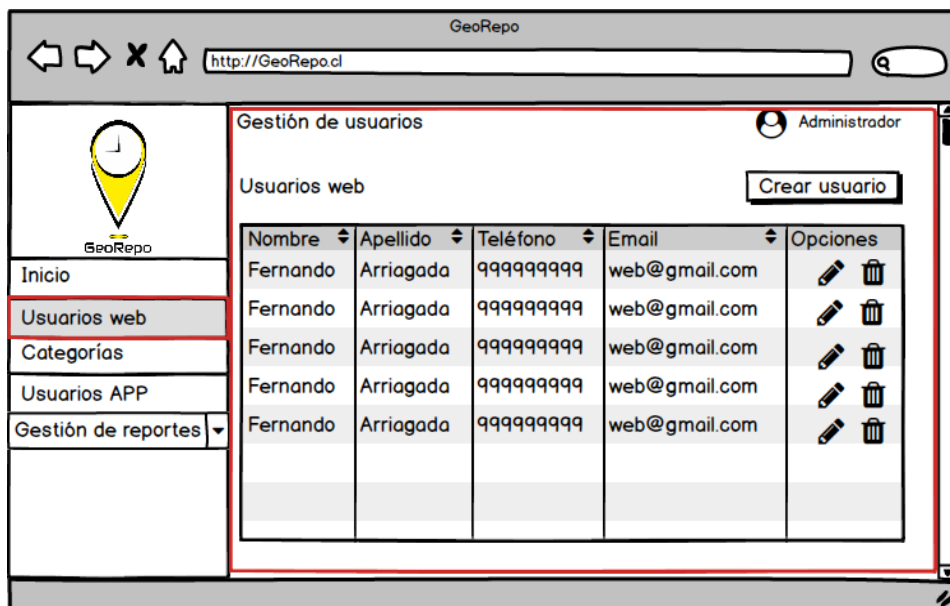 GeoRepo
http://GeoRepo.cl
GeoRepo
Inicio
Usuarios web
Categorías
Usuarios APP
Gestión de reportes
Gestión de usuarios
Administrador
Usuarios web
Crear usuario
Nombre Apellido Teléfono Email Opciones
Fernando Arriagada 999999999 web@gmail.com
Fernando Arriagada 999999999 web@gmail.com
Fernando Arriagada 999999999 web@gmail.com
Fernando Arriagada 999999999 web@gmail.com
Fernando Arriagada 999999999 web@gmail.com